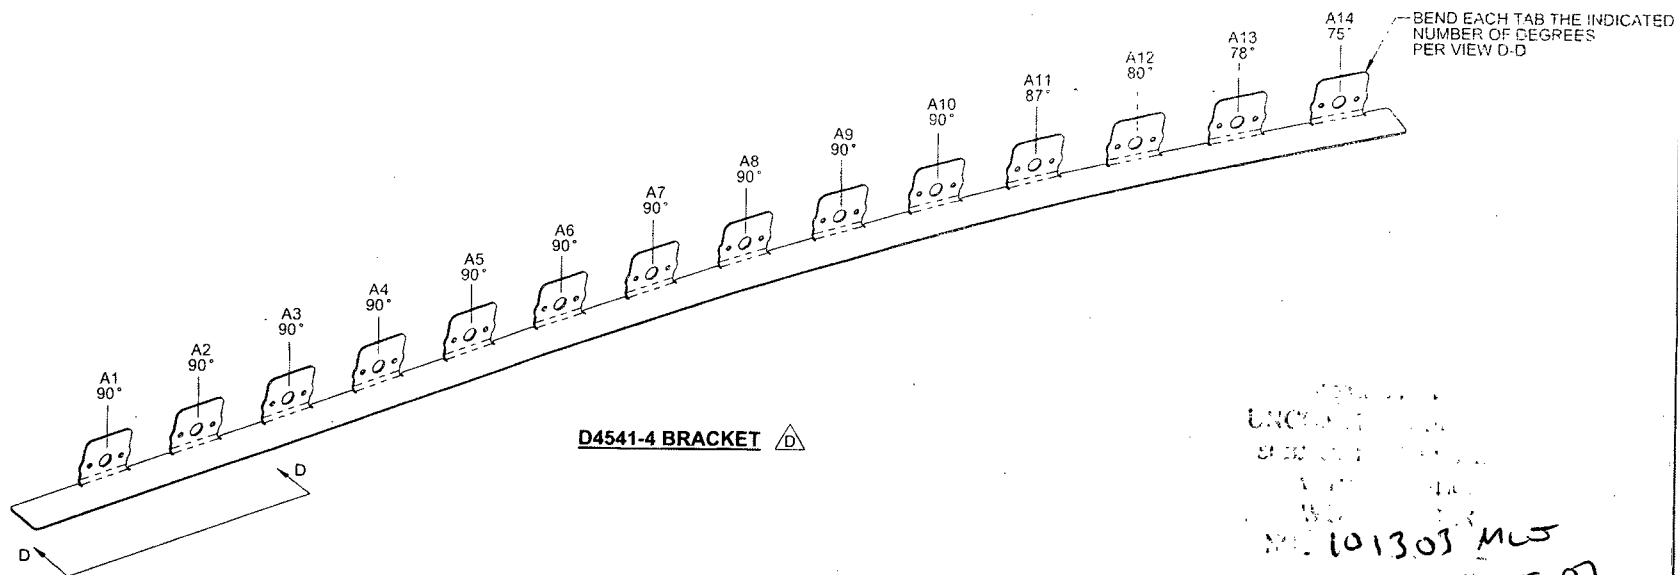 A14
75°
BEND EACH TAB THE INDICATED
NUMBER OF DEGREES
PER VIEW D-D
A13
78°
A12
80°
A11
87°
A10
90°
A9
90°
A8
90°
A7
90°
A6
90°
A5
90°
A4
90°
A3
90°
A2
90°
A1
90°
D4541-4 BRACKET D
D
D
101303 MLJ